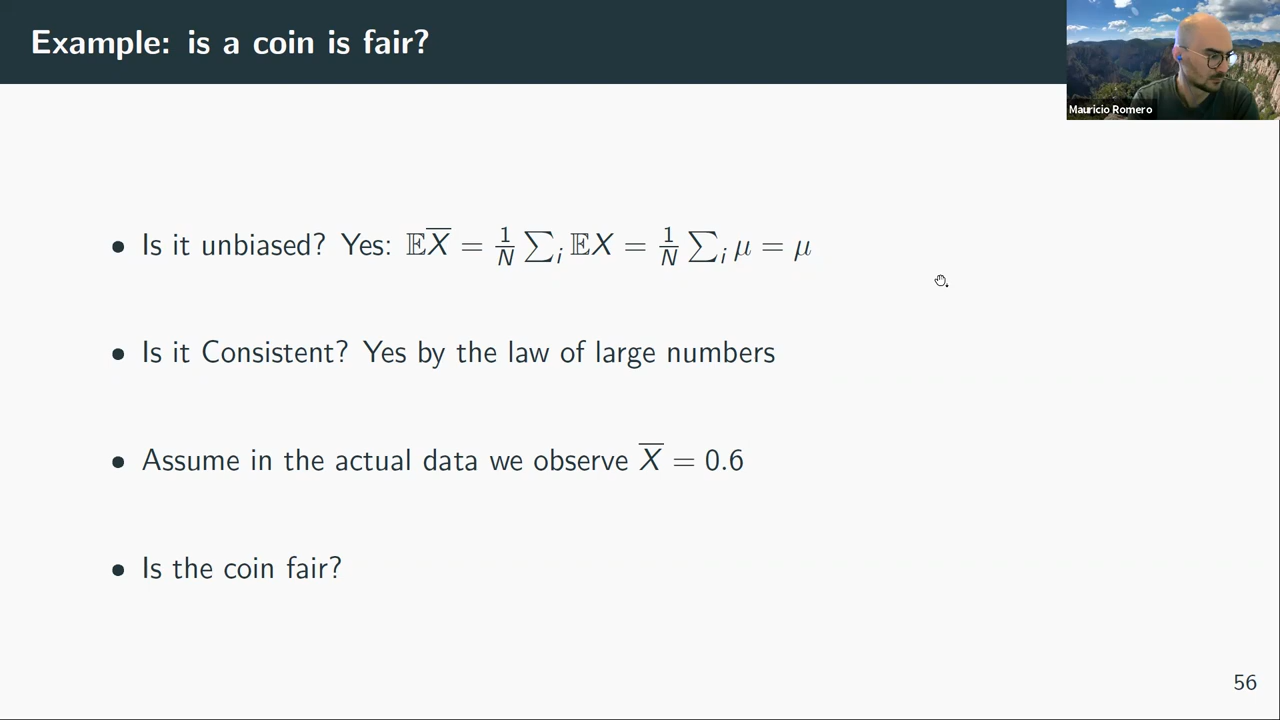 Example: is a coin is fair?
Mauricio Romero
• Is it unbiased? Yes: 𝔼X̅ = 1/N ∑ᵢ 𝔼X = 1/N ∑ᵢ μ = μ
• Is it Consistent? Yes by the law of large numbers
• Assume in the actual data we observe X̅ = 0.6
• Is the coin fair?
56